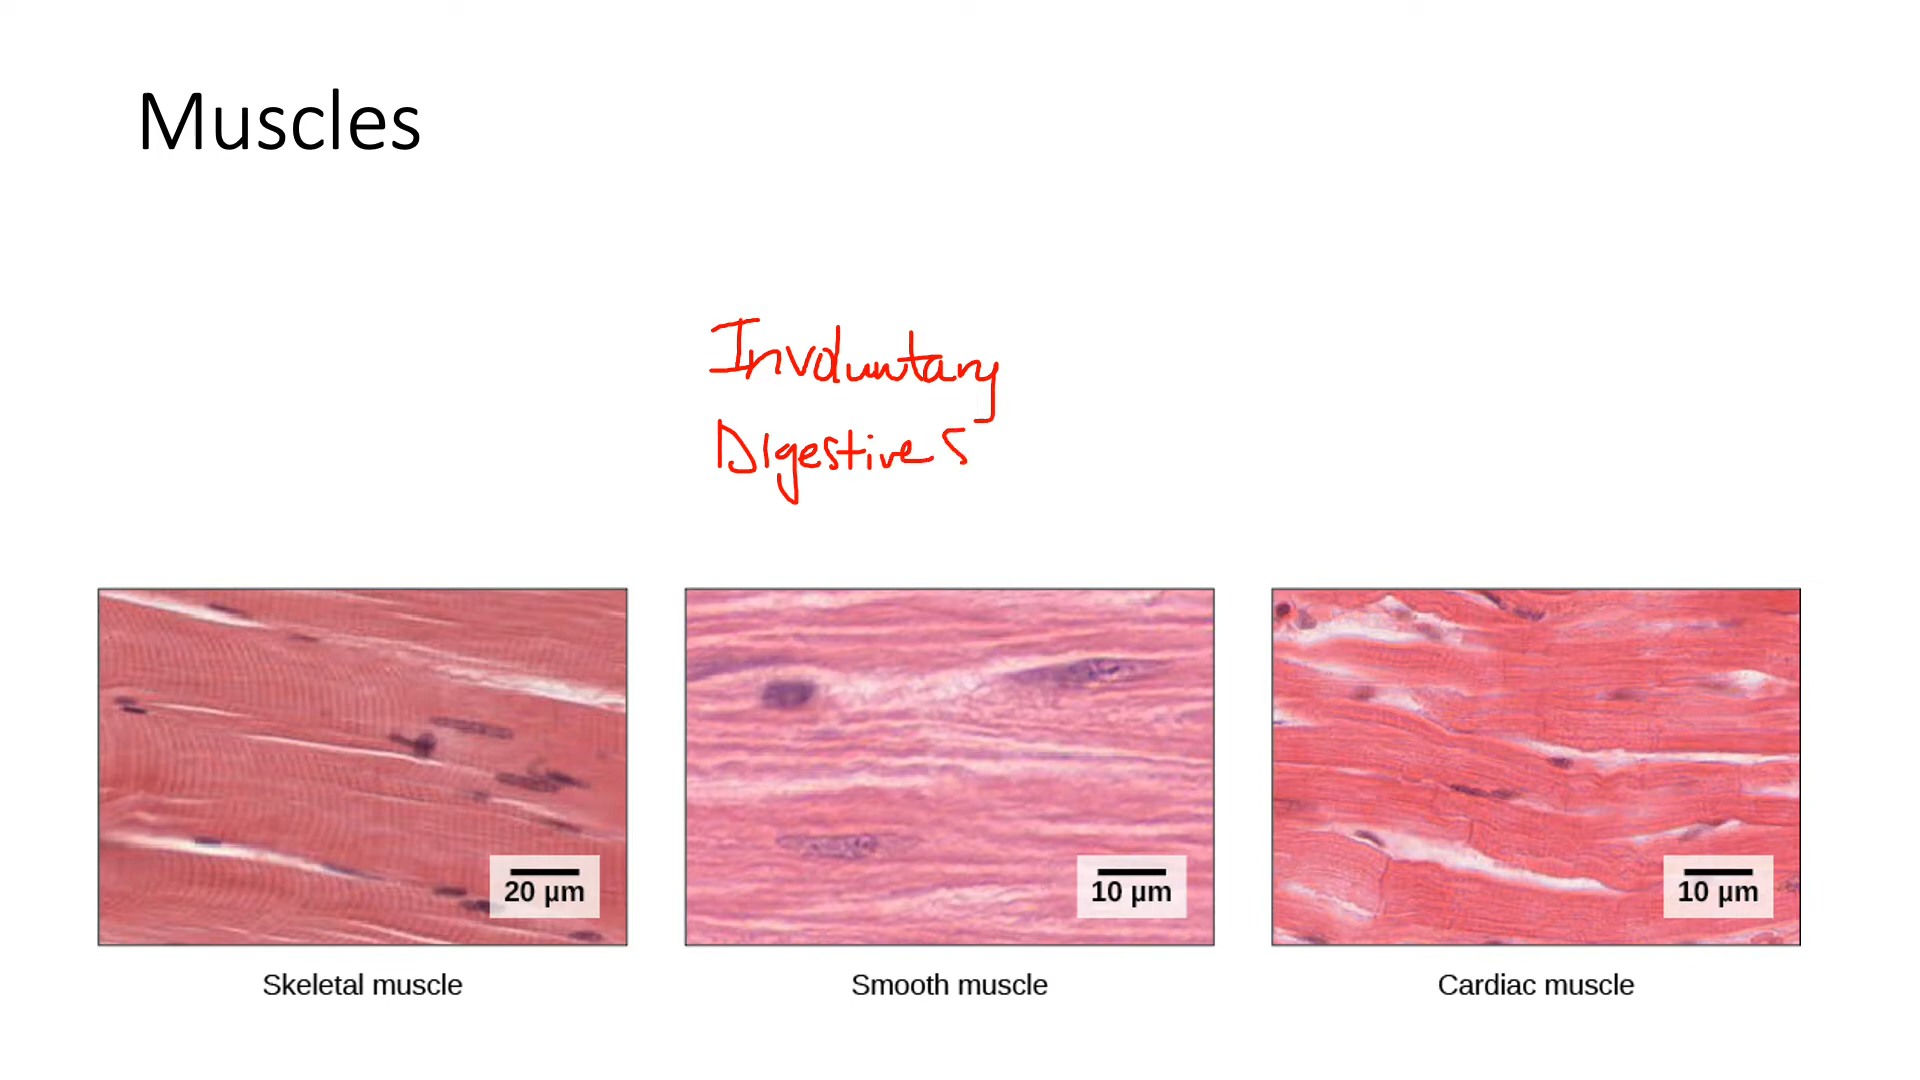 Muscles
Involuntary
Digestive S
20 μm
10 μm
10 μm
Skeletal muscle
Smooth muscle
Cardiac muscle